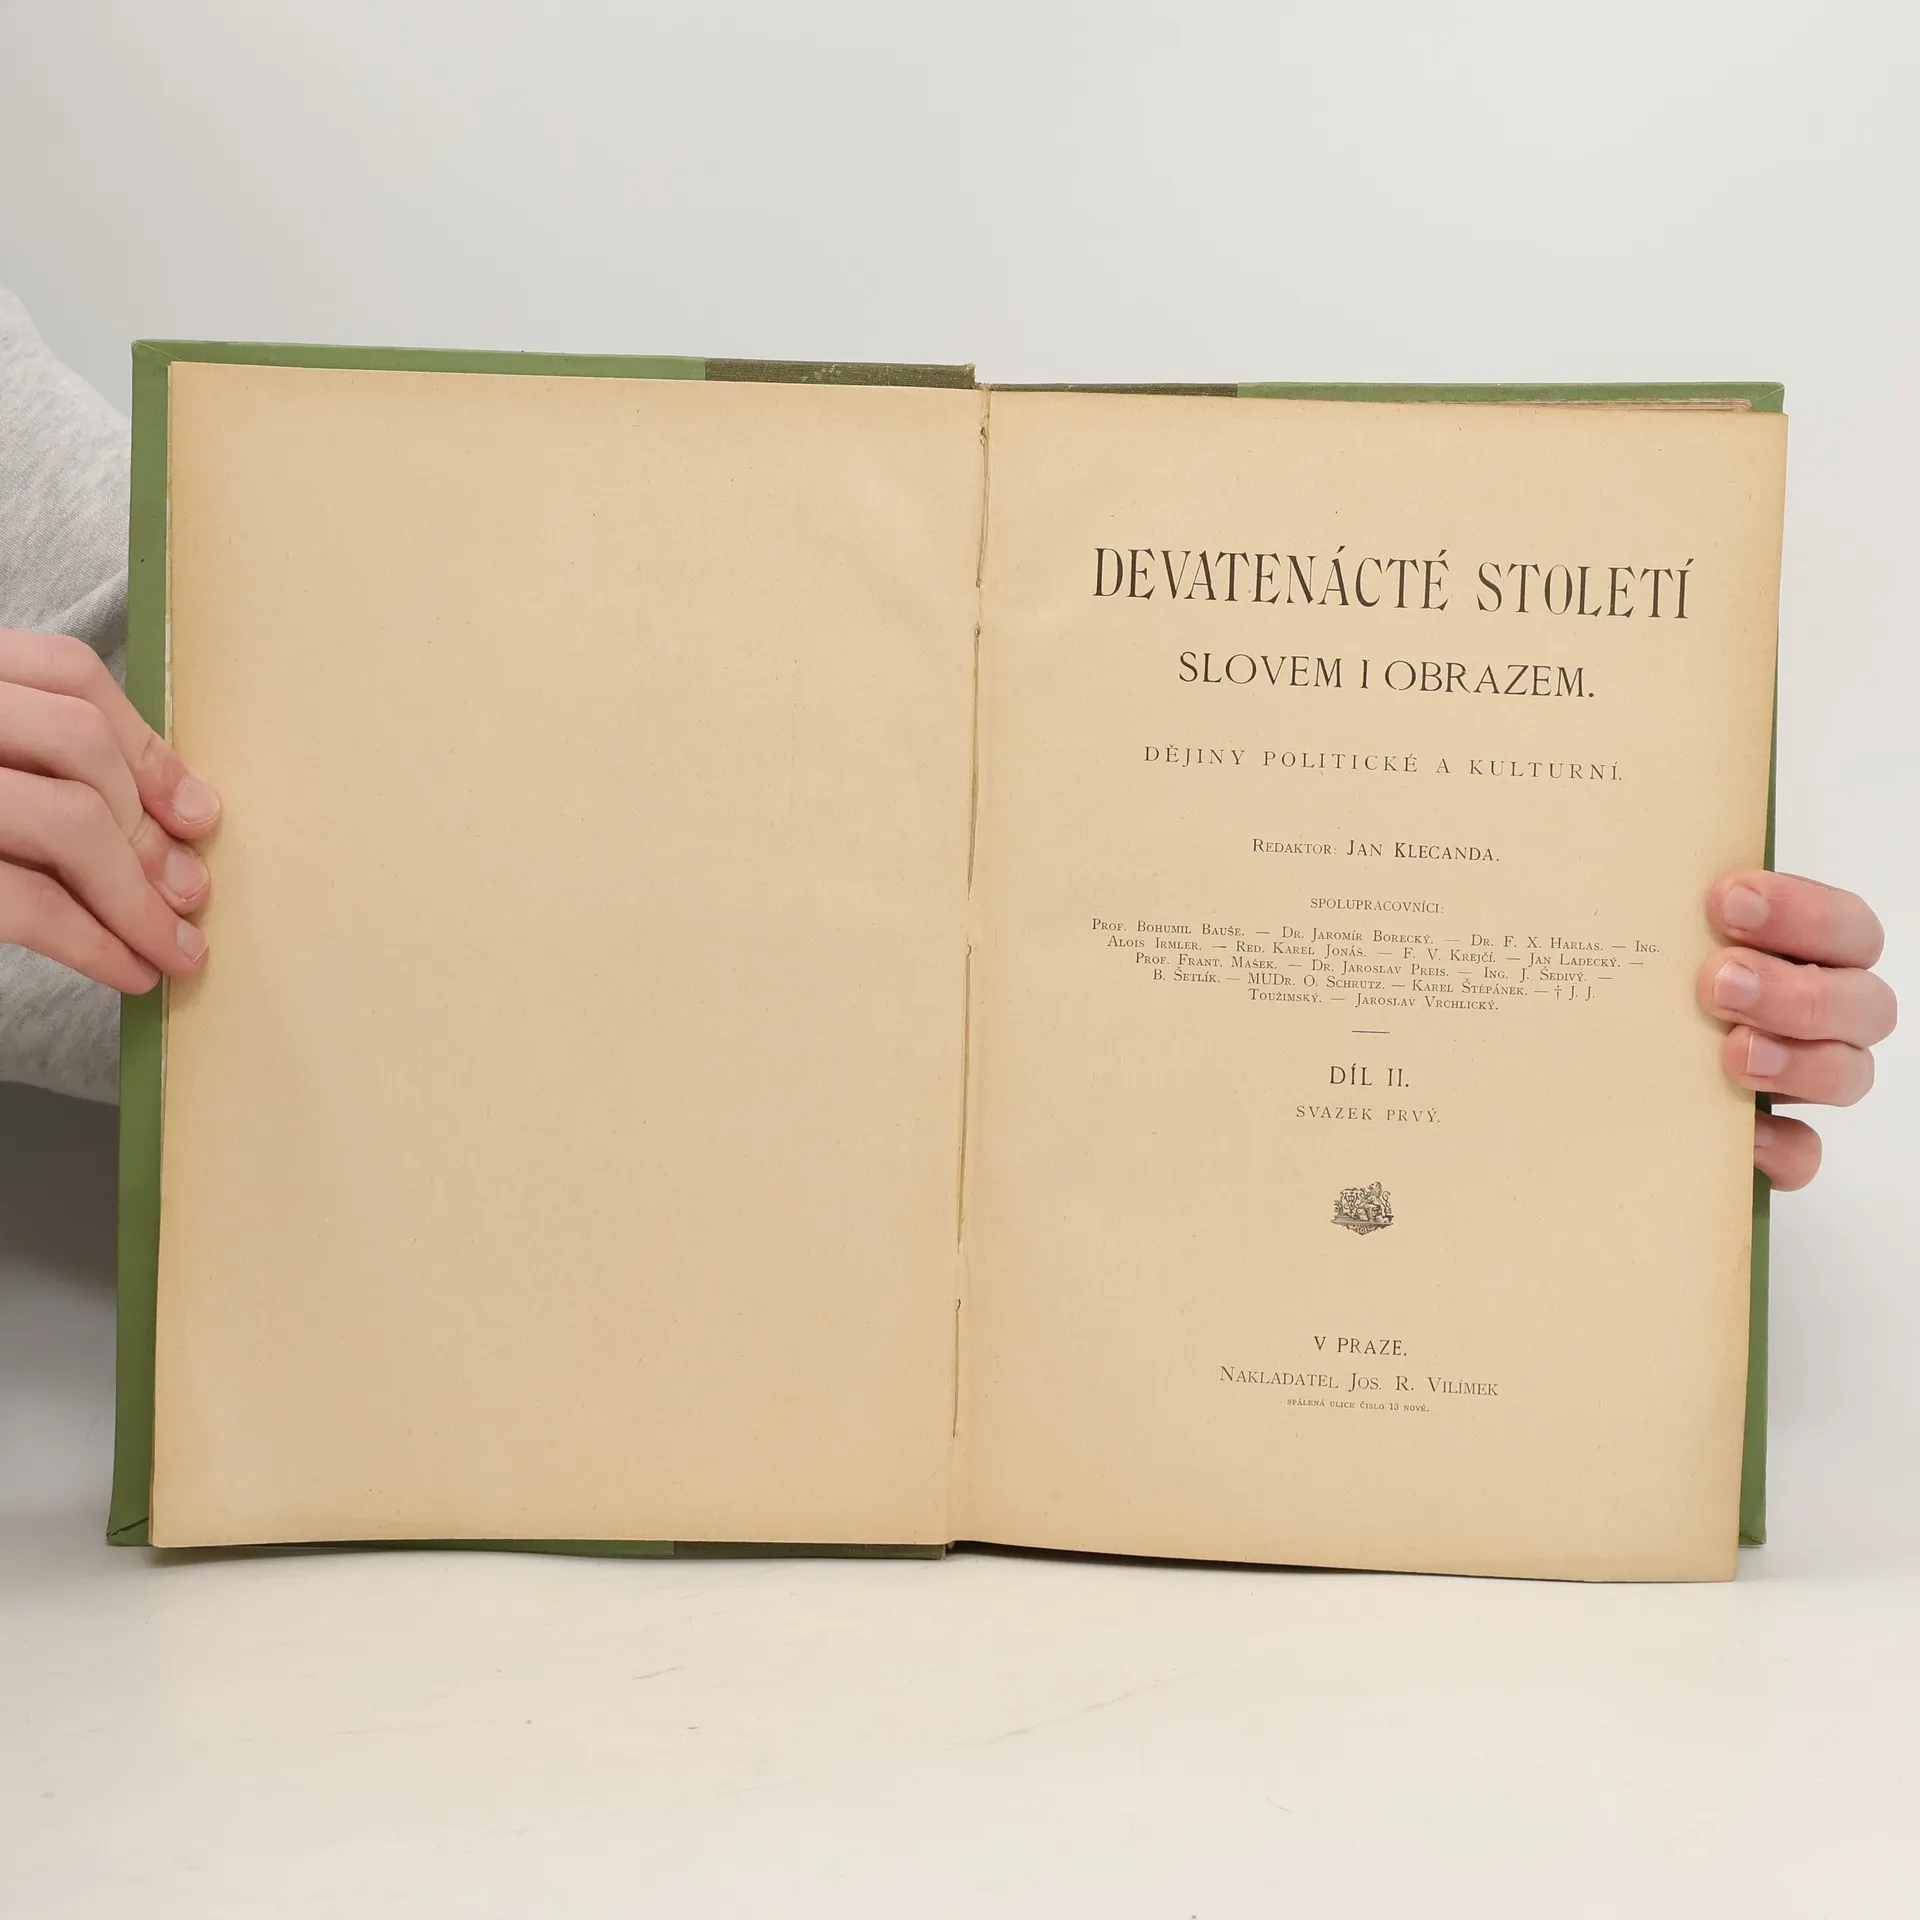 DEVATENÁCTÉ STOLETÍ
SLOVEM I OBRAZEM.
DĚJINY POLITICKÉ A KULTURNÍ.
REDAKTOR: JAN KLECANDA.
SPOLUPRACOVNÍCI:
PROF. BOHUMIL BAUŠE. — DR. JAROMÍR BORECKÝ. — DR. F. X. HARLAS. — ING.
ALOIS IRMLER. — RED. KAREL JONÁŠ. — F. V. KREJČÍ. — JAN LADECKÝ. —
PROF. FRANT. MAŠEK. — DR. JAROSLAV PREIS. — ING. J. ŠEDIVÝ. —
B. ŠETLÍK. — MUDR. O. SCHRUTZ. — KAREL ŠTĚPÁNEK. — † J. J.
TOUŽIMSKÝ. — JAROSLAV VRCHLICKÝ.
DÍL II.
SVAZEK PRVÝ.
V PRAZE.
NAKLADATEL JOS. R. VILÍMEK
SPÁLENÁ ULICE ČÍSLO 13 NOVÉ.